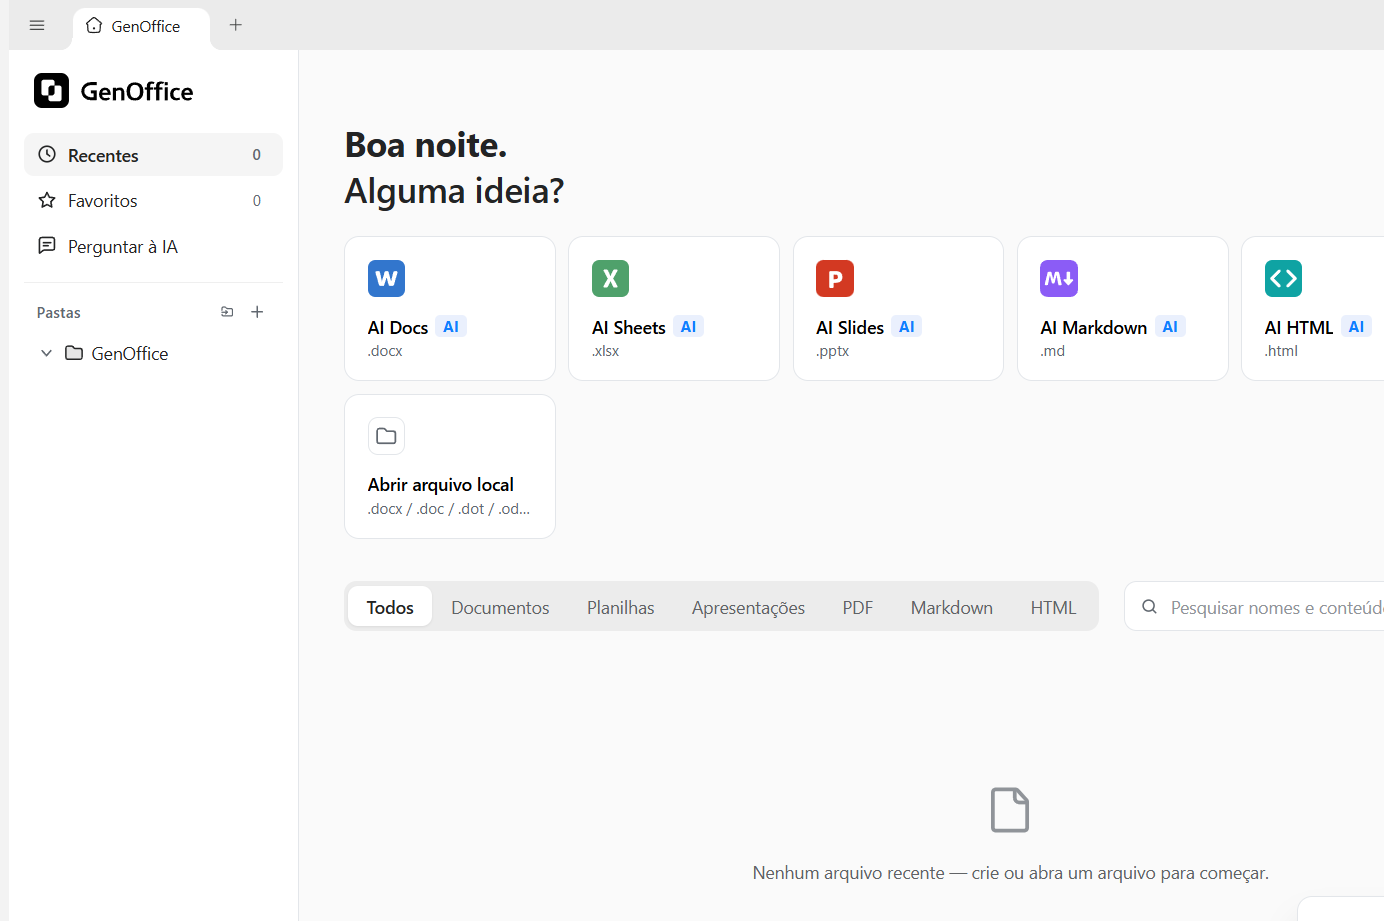 GenOffice
GenOffice
Recentes 0
Favoritos 0
Perguntar à IA
Pastas
GenOffice
Boa noite.
Alguma ideia?
W
AI Docs AI
.docx
X
AI Sheets AI
.xlsx
P
AI Slides AI
.pptx
M↓
AI Markdown AI
.md
<>
AI HTML AI
.html
Abrir arquivo local
.docx / .doc / .dot / .od...
Todos Documentos Planilhas Apresentações PDF Markdown HTML
Pesquisar nomes e conteúd
Nenhum arquivo recente — crie ou abra um arquivo para começar.